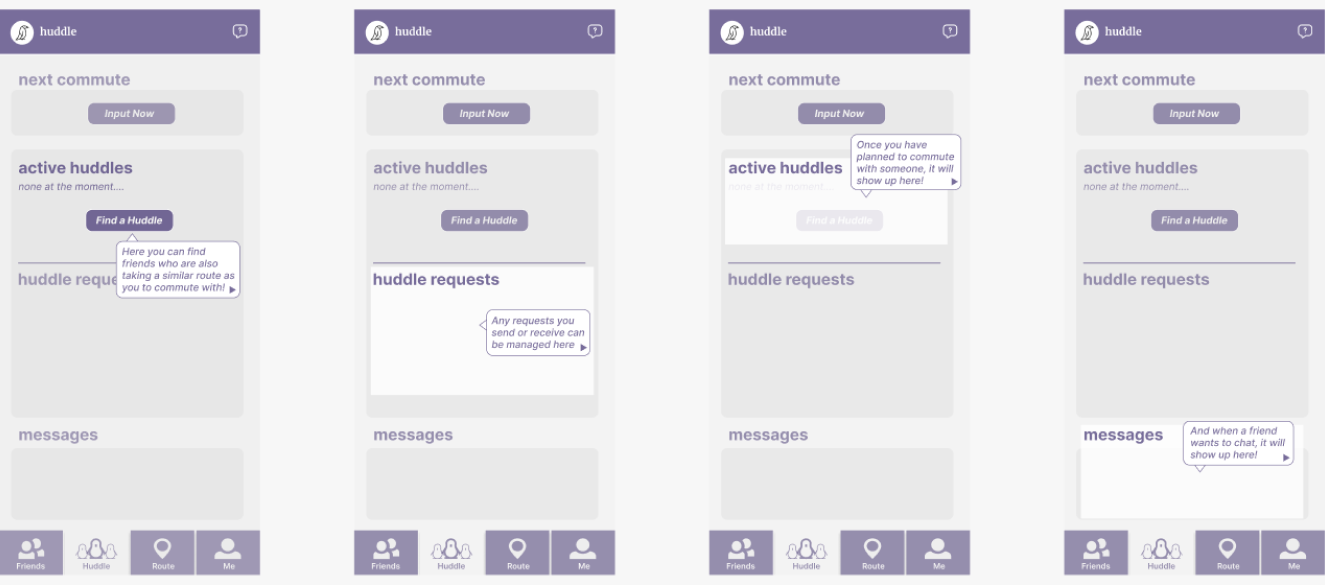 huddle
next commute
Input Now
active huddles
none at the moment....
Find a Huddle
Here you can find
friends who are also
taking a similar route as
you to commute with!
huddle reque
messages
Friends
Huddle
Route
Me
huddle
next commute
Input Now
active huddles
none at the moment....
Find a Huddle
huddle requests
Any requests you
send or receive can
be managed here
messages
Friends
Huddle
Route
Me
huddle
next commute
Input Now
Once you have
planned to commute
with someone, it will
show up here!
active huddles
none at the moment...
Find a Huddle
huddle requests
messages
Friends
Huddle
Route
Me
huddle
next commute
Input Now
active huddles
none at the moment....
Find a Huddle
huddle requests
messages
And when a friend
wants to chat, it will
show up here!
Friends
Huddle
Route
Me